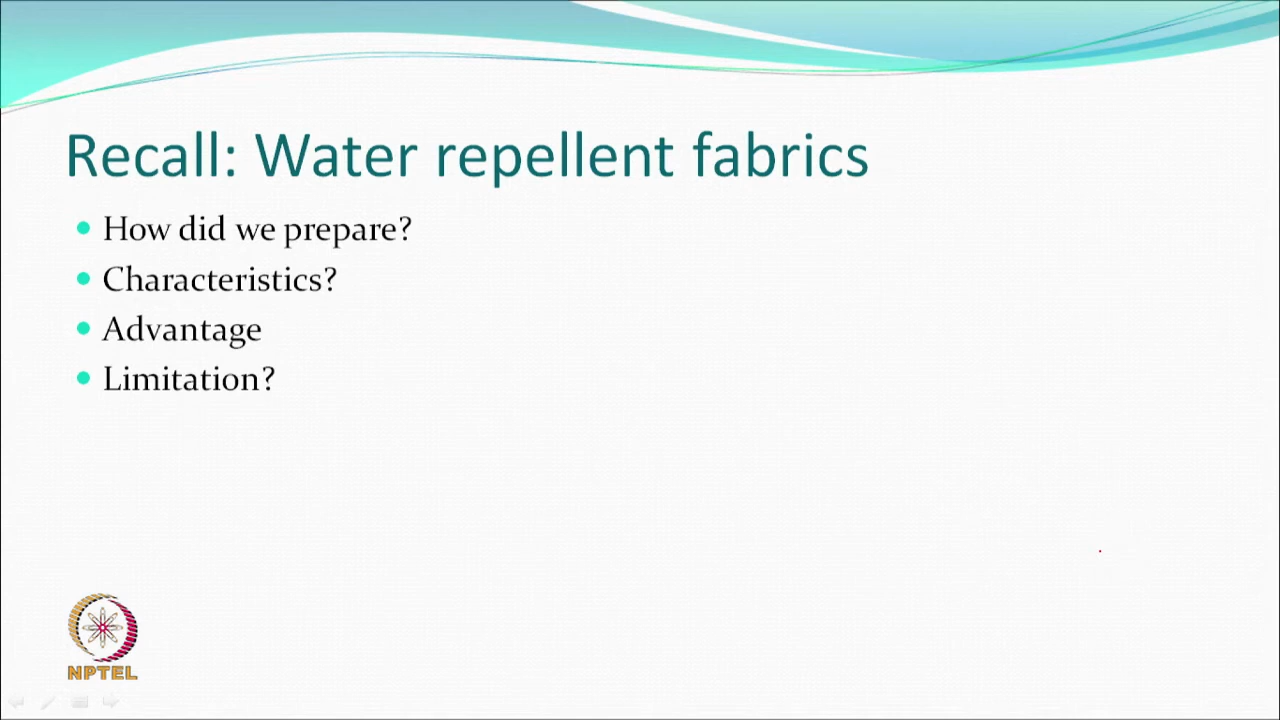 Recall: Water repellent fabrics
How did we prepare?
Characteristics?
Advantage
Limitation?
NPTEL